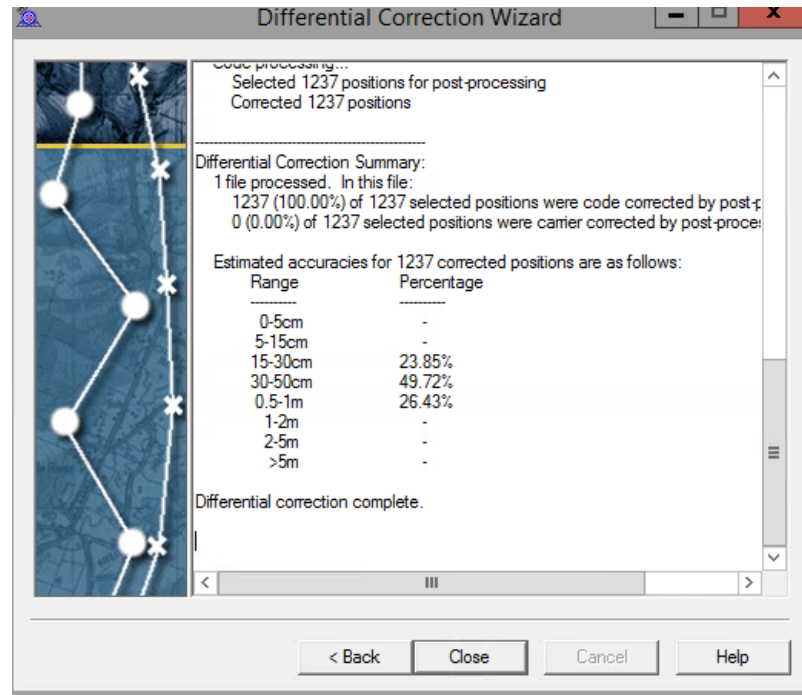 Differential Correction Wizard
Code processing...
Selected 1237 positions for post-processing
Corrected 1237 positions
--------------------------------------------------
Differential Correction Summary:
1 file processed. In this file:
1237 (100.00%) of 1237 selected positions were code corrected by post-p
0 (0.00%) of 1237 selected positions were carrier corrected by post-proce
Estimated accuracies for 1237 corrected positions are as follows:
Range Percentage
---------- ----------
0-5cm -
5-15cm -
15-30cm 23.85%
30-50cm 49.72%
0.5-1m 26.43%
1-2m -
2-5m -
>5m -
Differential correction complete.
< Back Close Cancel Help